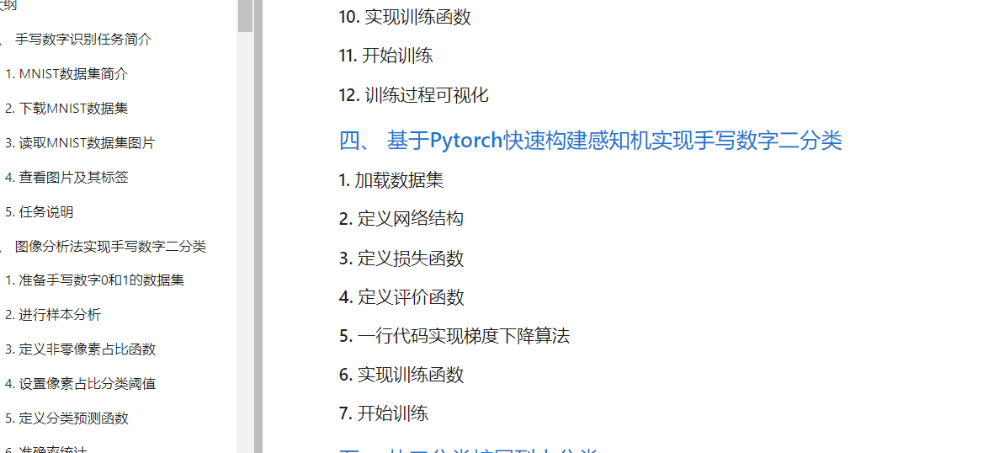 纲
手写数字识别任务简介
1. MNIST数据集简介
2. 下载MNIST数据集
3. 读取MNIST数据集图片
4. 查看图片及其标签
5. 任务说明
图像分析法实现手写数字二分类
1. 准备手写数字0和1的数据集
2. 进行样本分析
3. 定义非零像素占比函数
4. 设置像素占比分类阈值
5. 定义分类预测函数
6. 准确率统计
10. 实现训练函数
11. 开始训练
12. 训练过程可视化
四、 基于Pytorch快速构建感知机实现手写数字二分类
1. 加载数据集
2. 定义网络结构
3. 定义损失函数
4. 定义评价函数
5. 一行代码实现梯度下降算法
6. 实现训练函数
7. 开始训练